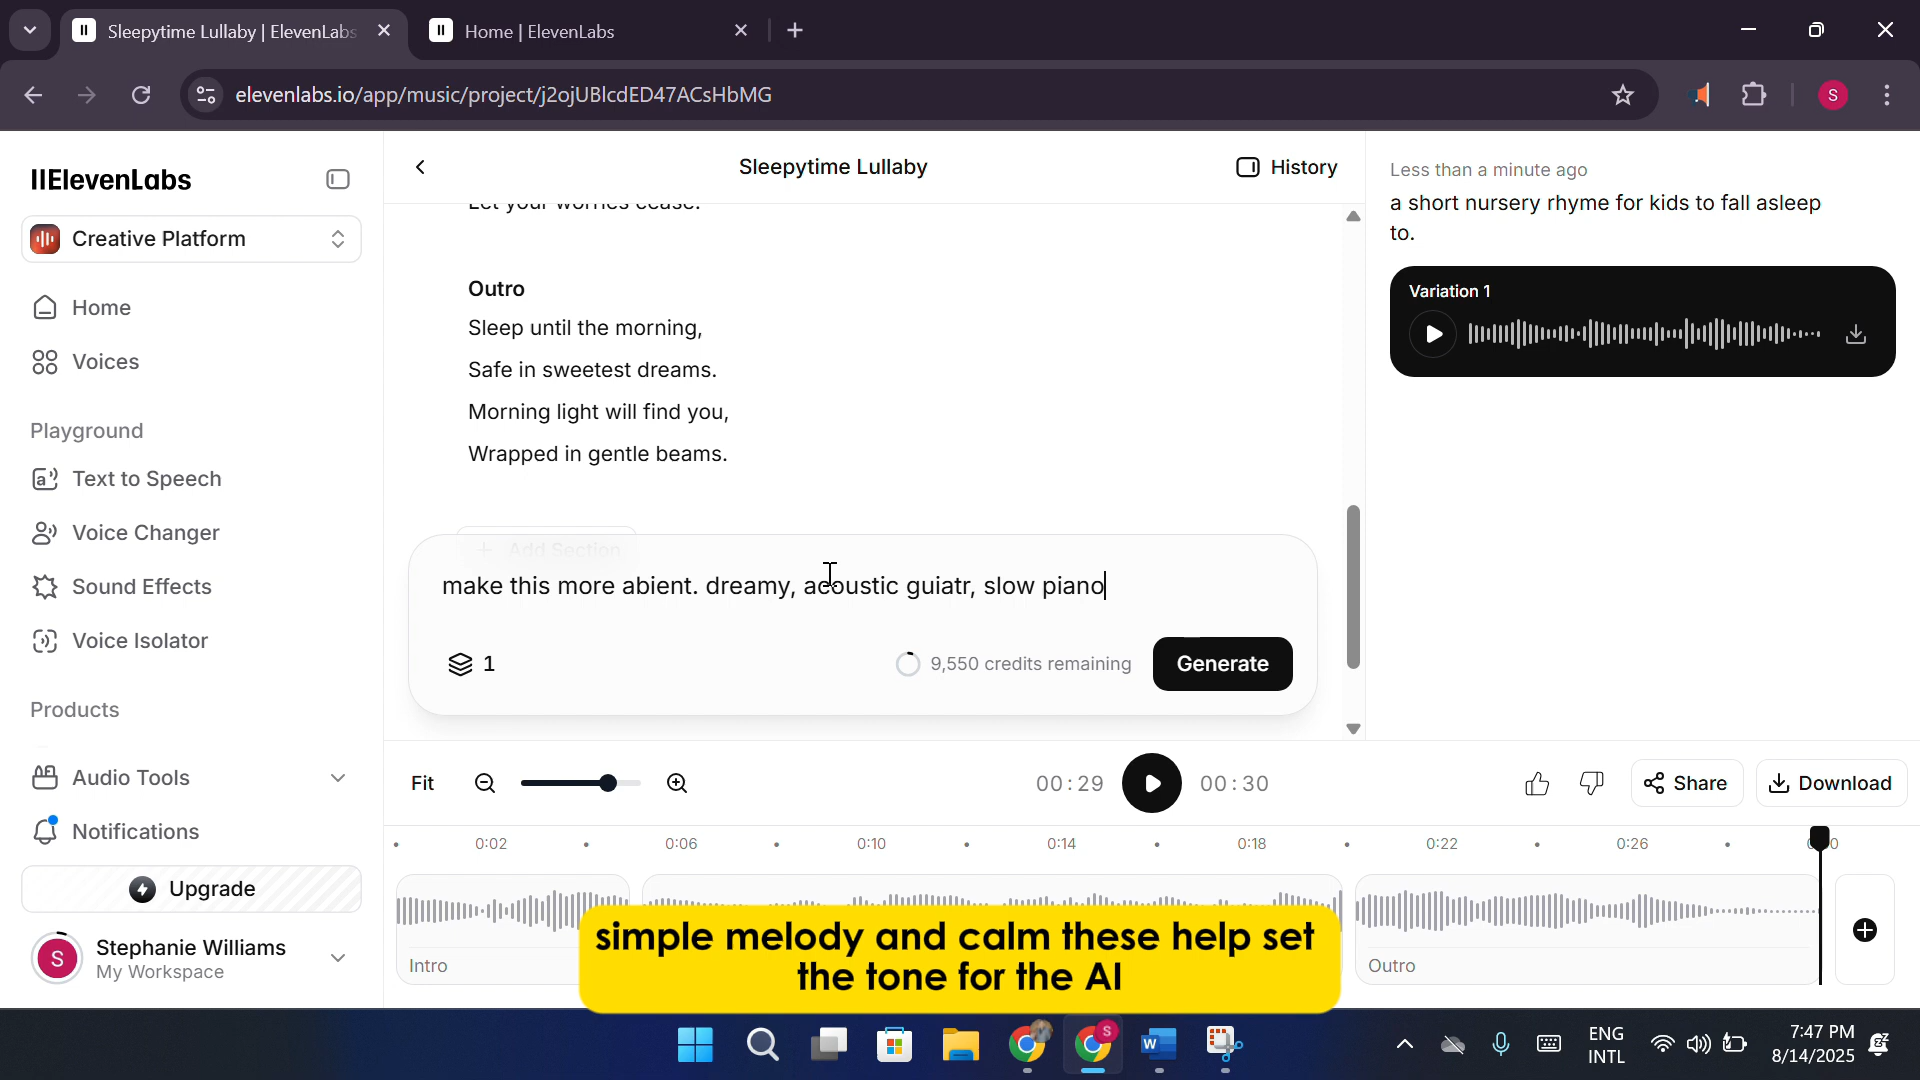 Sleepytime Lullaby | ElevenLabs
Home | ElevenLabs
elevenlabs.io/app/music/project/j2ojUBlcdED47ACsHbMG
S
IIElevenLabs
Creative Platform
Home
Voices
Playground
Text to Speech
Voice Changer
Sound Effects
Voice Isolator
Products
Audio Tools
Notifications
Upgrade
S
Stephanie Williams
My Workspace
Sleepytime Lullaby
History
Let your worries cease.
Outro
Sleep until the morning,
Safe in sweetest dreams.
Morning light will find you,
Wrapped in gentle beams.
+ Add Section
make this more abient. dreamy, acoustic guiatr, slow piano
1
9,550 credits remaining
Generate
Less than a minute ago
a short nursery rhyme for kids to fall asleep
to.
Variation 1
Fit
00:29
00:30
Share
Download
0:02
0:06
0:10
0:14
0:18
0:22
0:26
Intro
Outro
simple melody and calm these help set
the tone for the AI
ENG
INTL
7:47 PM
8/14/2025